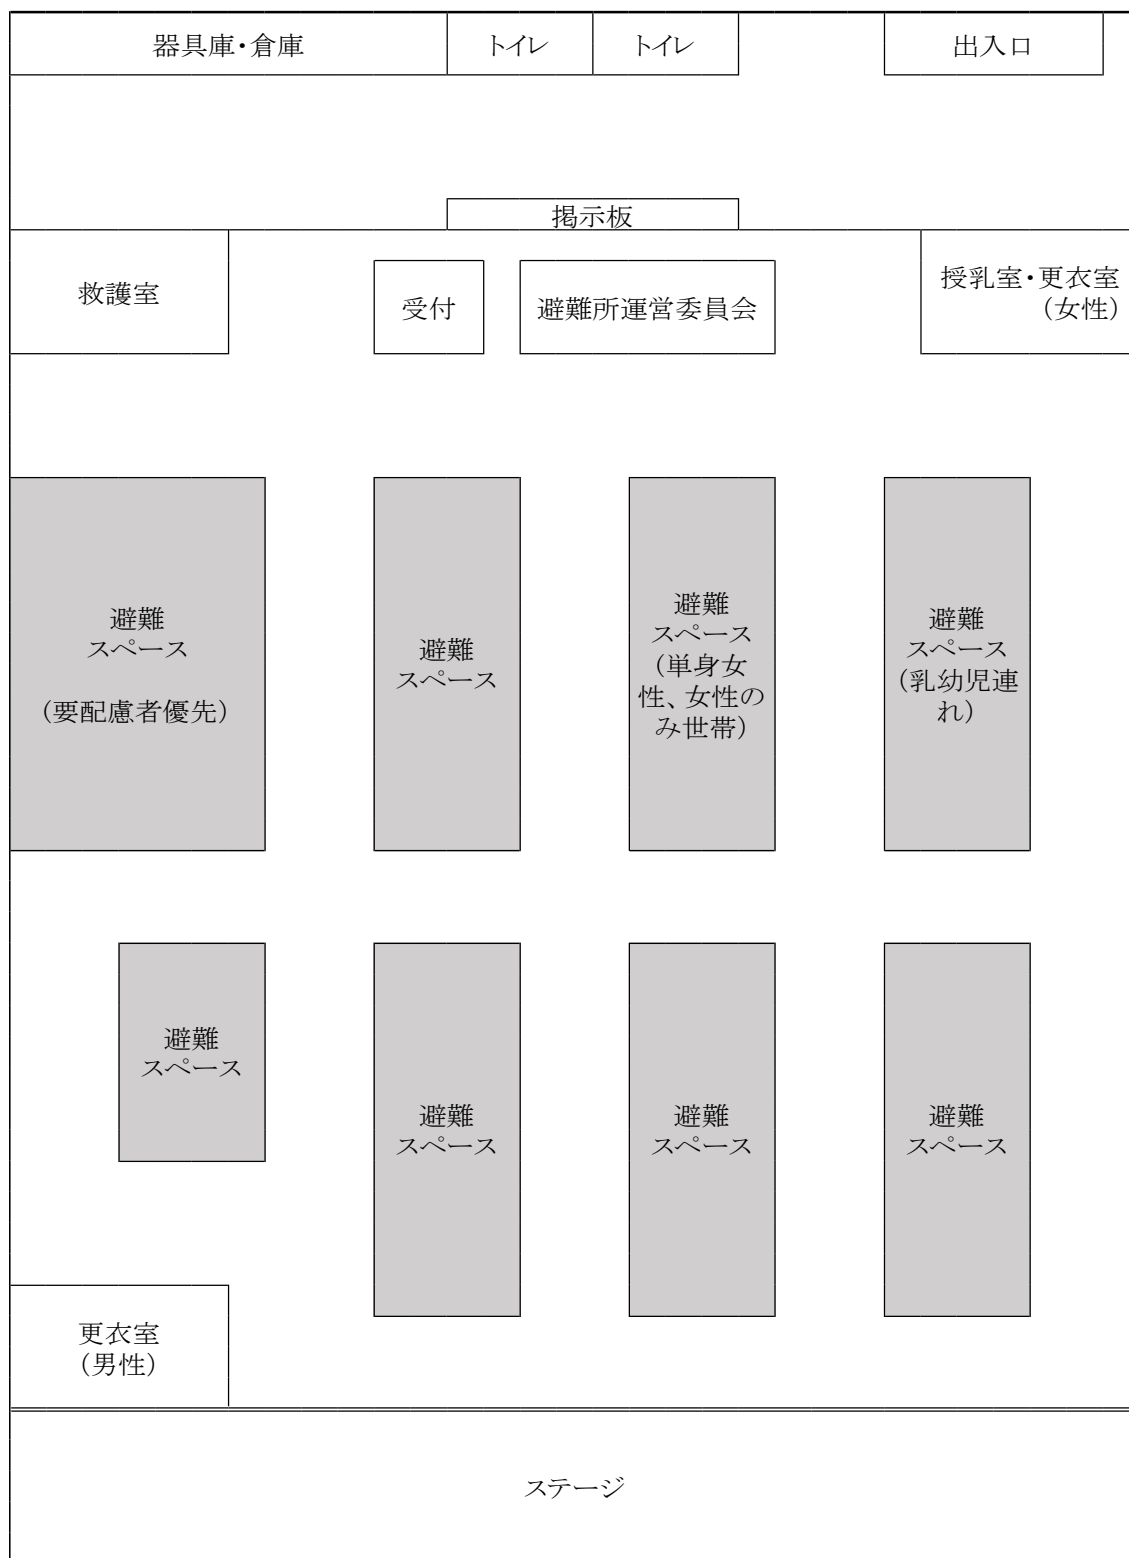 器具庫・倉庫
トイレ
トイレ
出入口
掲示板
救護室
受付
避難所運営委員会
授乳室・更衣室
（女性）
避難
スペース
（要配慮者優先）
避難
スペース
避難
スペース
（単身女
性、女性の
み世帯）
避難
スペース
（乳幼児連
れ）
避難
スペース
避難
スペース
避難
スペース
避難
スペース
更衣室
（男性）
ステージ